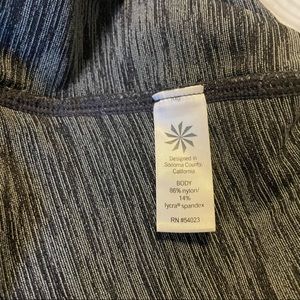 Designed in
Sonoma County,
California
BODY
86% nylon/
14%
lycra® spandex
RN:#54023